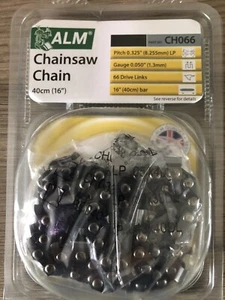 ALM®
CH066
Chainsaw
Chain
40cm (16")
Pitch 0.325" (8.255mm) LP
Gauge 0.050" (1.3mm)
66 Drive Links
16" (40cm) bar
See reverse for details